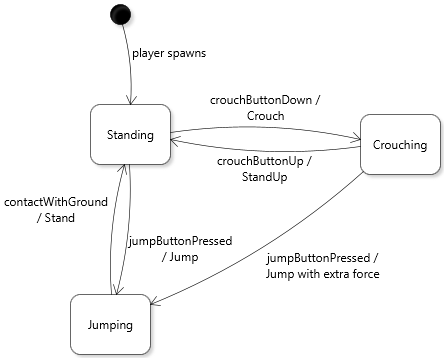 player spawns
crouchButtonDown /
Crouch
Standing
Crouching
crouchButtonUp /
StandUp
contactWithGround
/ Stand
jumpButtonPressed
/ Jump
jumpButtonPressed /
Jump with extra force
Jumping